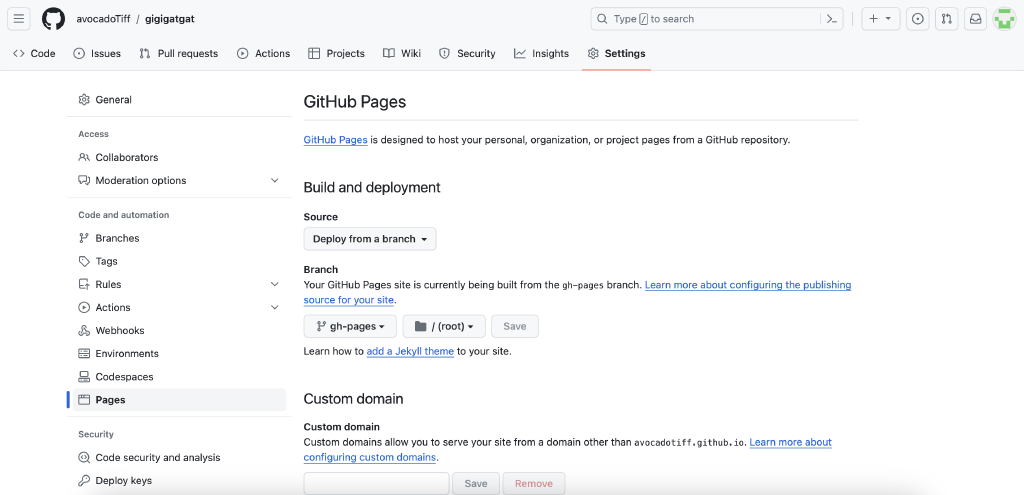 avocadoTiff / gigigatgat
Type / to search
Code Issues Pull requests Actions Projects Wiki Security Insights Settings
General
Access
Collaborators
Moderation options
Code and automation
Branches
Tags
Rules
Actions
Webhooks
Environments
Codespaces
Pages
Security
Code security and analysis
Deploy keys
GitHub Pages
GitHub Pages is designed to host your personal, organization, or project pages from a GitHub repository.
Build and deployment
Source
Deploy from a branch
Branch
Your GitHub Pages site is currently being built from the gh-pages branch. Learn more about configuring the publishing
source for your site.
gh-pages / (root) Save
Learn how to add a Jekyll theme to your site.
Custom domain
Custom domain
Custom domains allow you to serve your site from a domain other than avocadotiff.github.io. Learn more about
configuring custom domains.
Save Remove